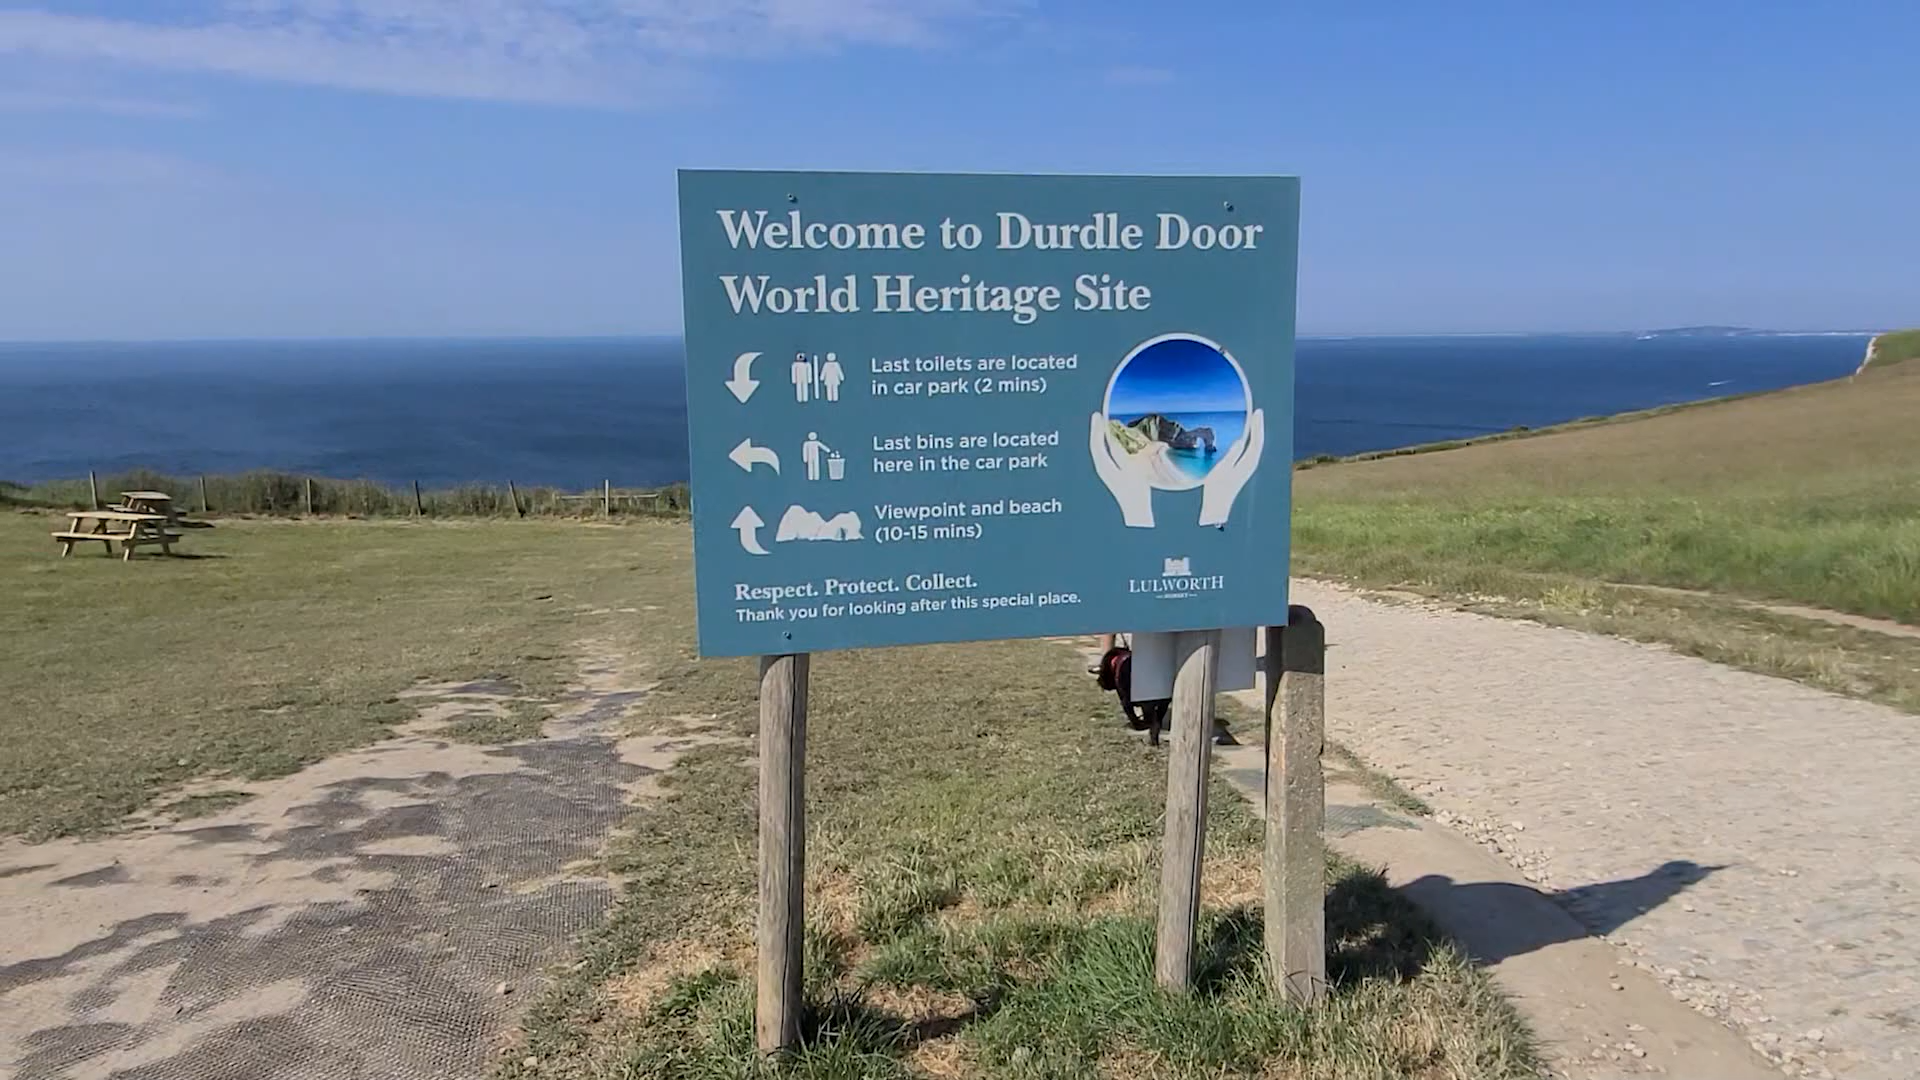 Welcome to Durdle Door
World Heritage Site
Last toilets are located
in car park (2 mins)
Last bins are located
here in the car park
Viewpoint and beach
(10-15 mins)
Respect. Protect. Collect.
Thank you for looking after this special place.
LULWORTH
DORSET